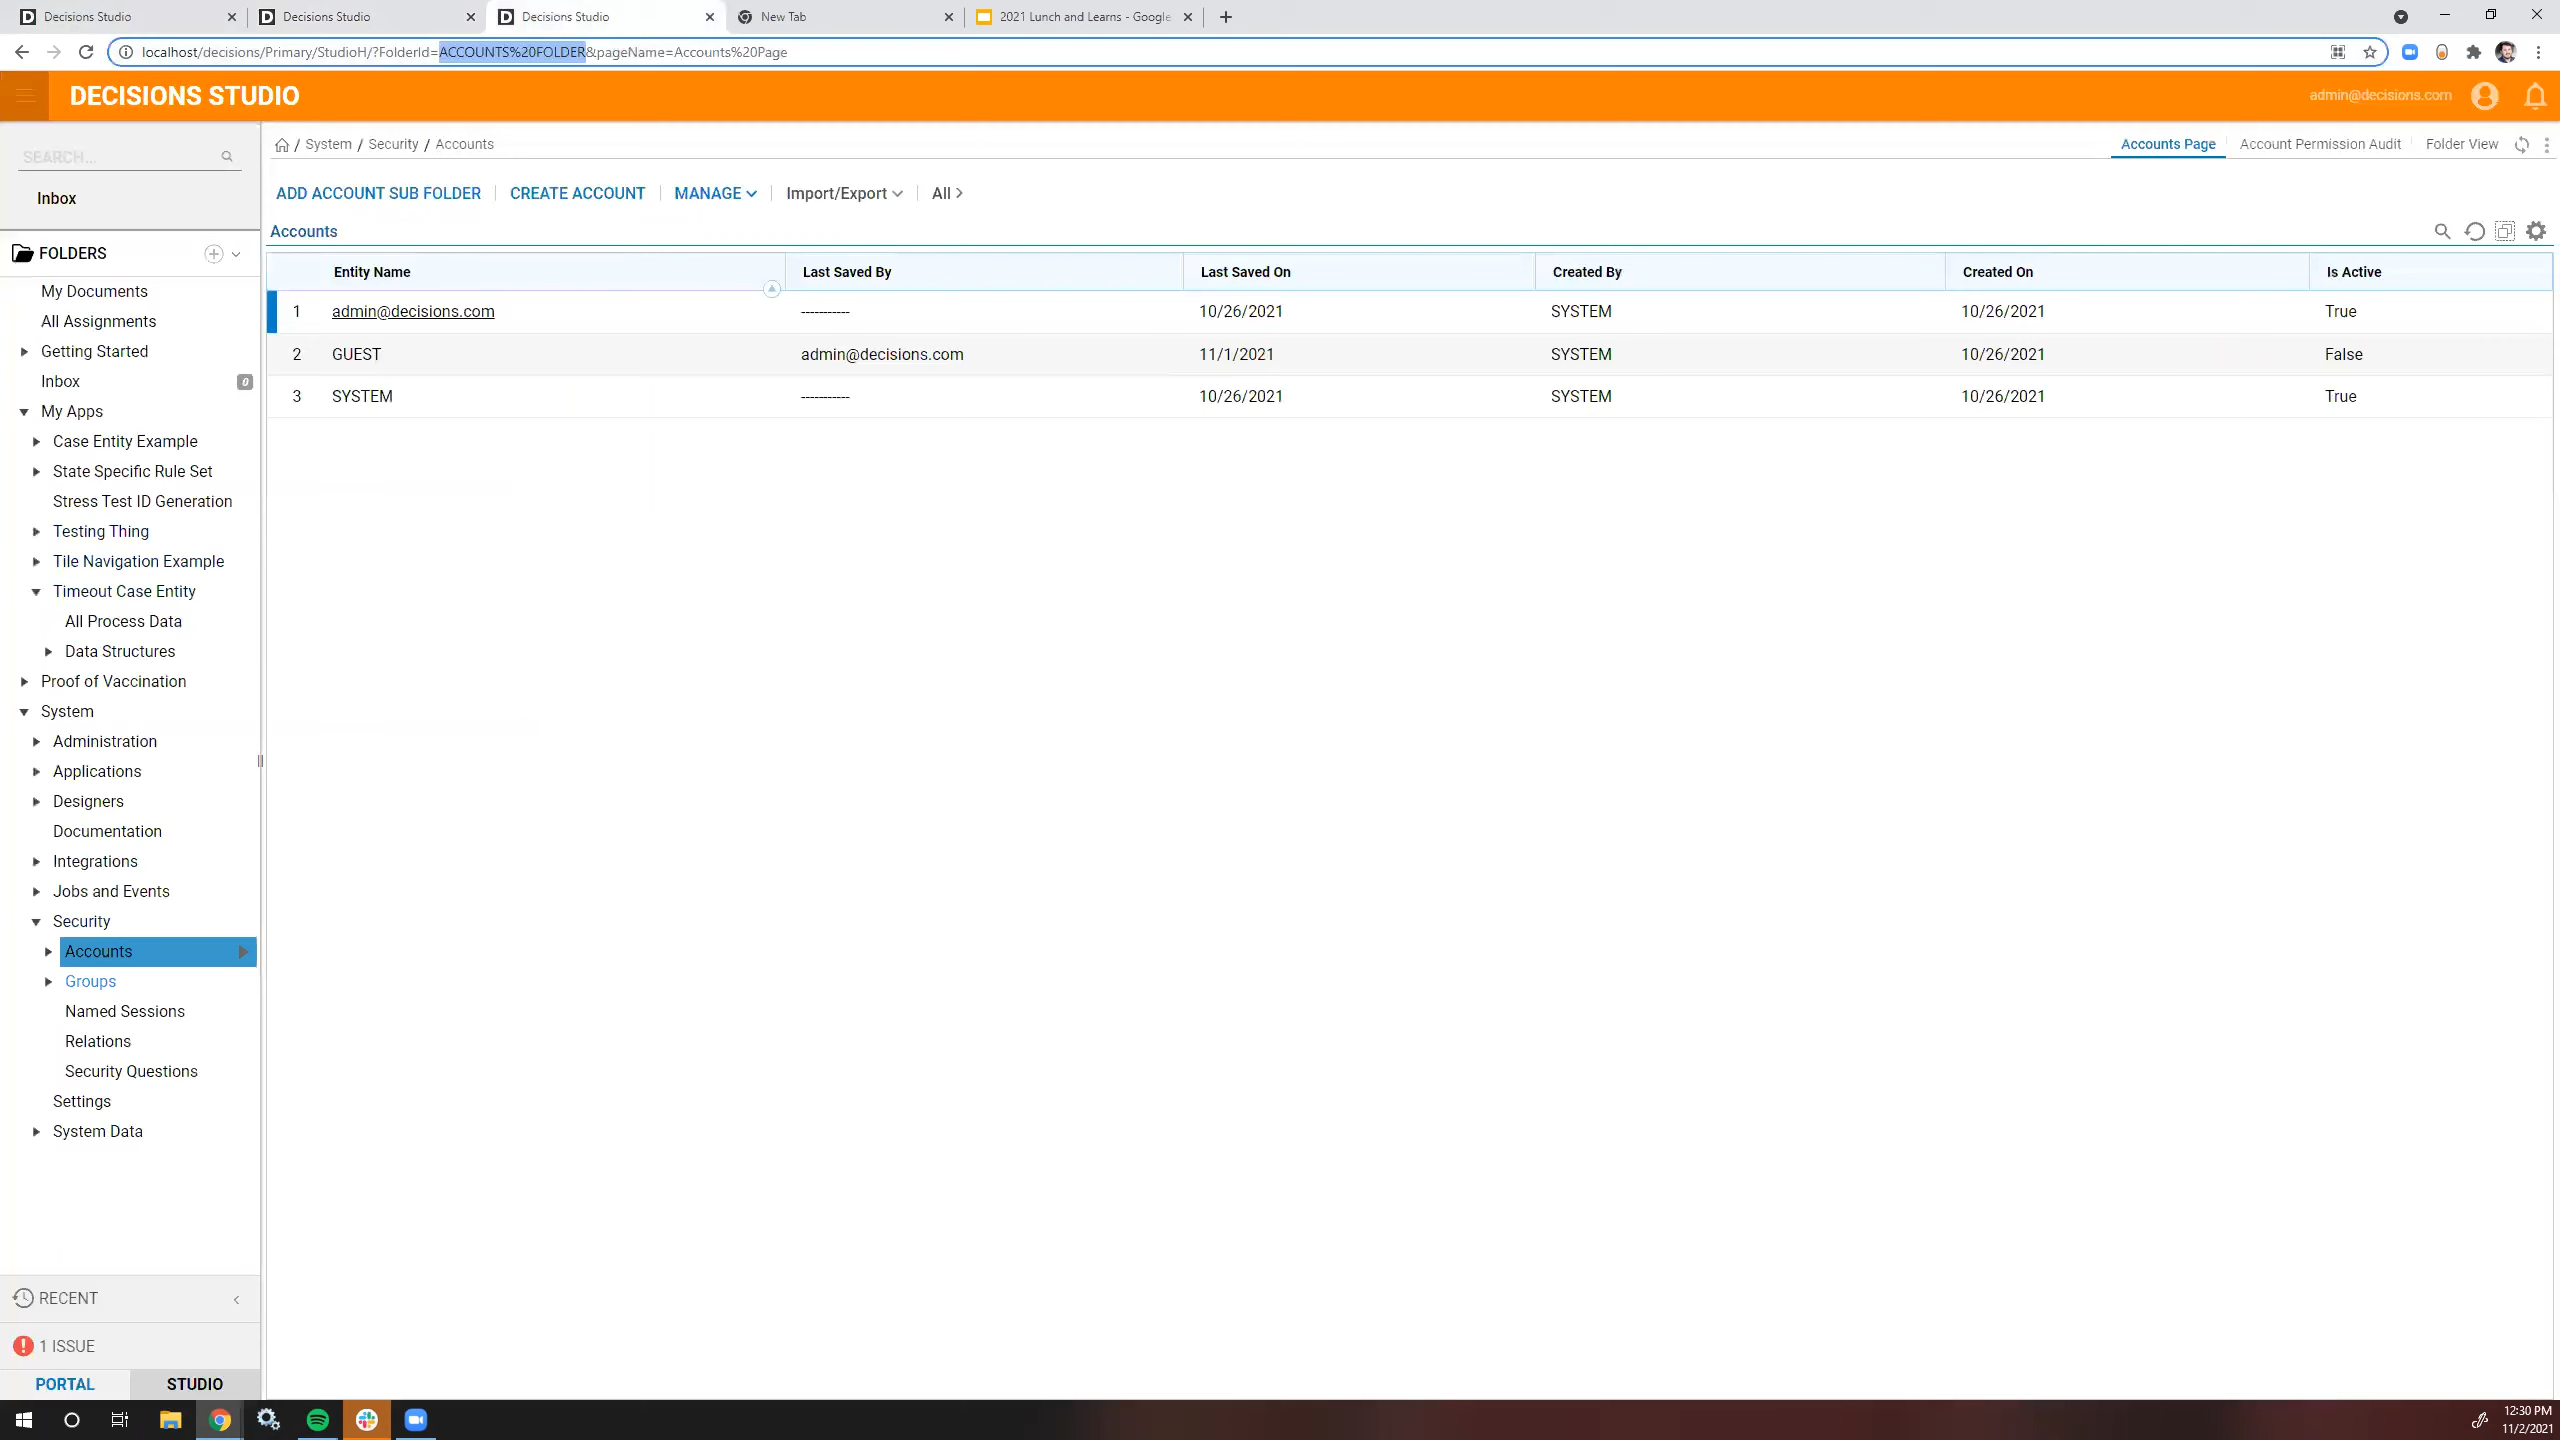 Decisions Studio
Decisions Studio
Decisions Studio
New Tab
2021 Lunch and Learns - Google
localhost/decisions/Primary/StudioH/?FolderId=ACCOUNTS%20FOLDER&pageName=Accounts%20Page
DECISIONS STUDIO
admin@decisions.com
SEARCH...
Inbox
/ System / Security / Accounts
Accounts Page
Account Permission Audit
Folder View
ADD ACCOUNT SUB FOLDER
CREATE ACCOUNT
MANAGE
Import/Export
All
Accounts
Entity Name Last Saved By Last Saved On Created By Created On Is Active
1 admin@decisions.com ----------- 10/26/2021 SYSTEM 10/26/2021 True
2 GUEST admin@decisions.com 11/1/2021 SYSTEM 10/26/2021 False
3 SYSTEM ----------- 10/26/2021 SYSTEM 10/26/2021 True
FOLDERS
My Documents
All Assignments
Getting Started
Inbox 0
My Apps
Case Entity Example
State Specific Rule Set
Stress Test ID Generation
Testing Thing
Tile Navigation Example
Timeout Case Entity
All Process Data
Data Structures
Proof of Vaccination
System
Administration
Applications
Designers
Documentation
Integrations
Jobs and Events
Security
Accounts
Groups
Named Sessions
Relations
Security Questions
Settings
System Data
RECENT
1 ISSUE
PORTAL
STUDIO
12:30 PM
11/2/2021